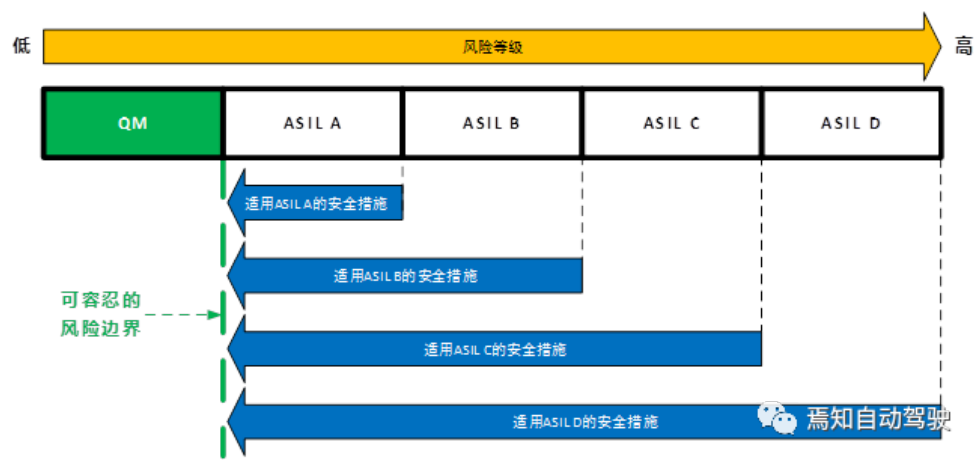 低 风险等级 高
QM ASIL A ASIL B ASIL C ASIL D
适用ASIL A的安全措施
适用ASIL B的安全措施
可容忍的
风险边界
适用ASIL C的安全措施
适用ASIL D的安全措施
焉知自动驾驶